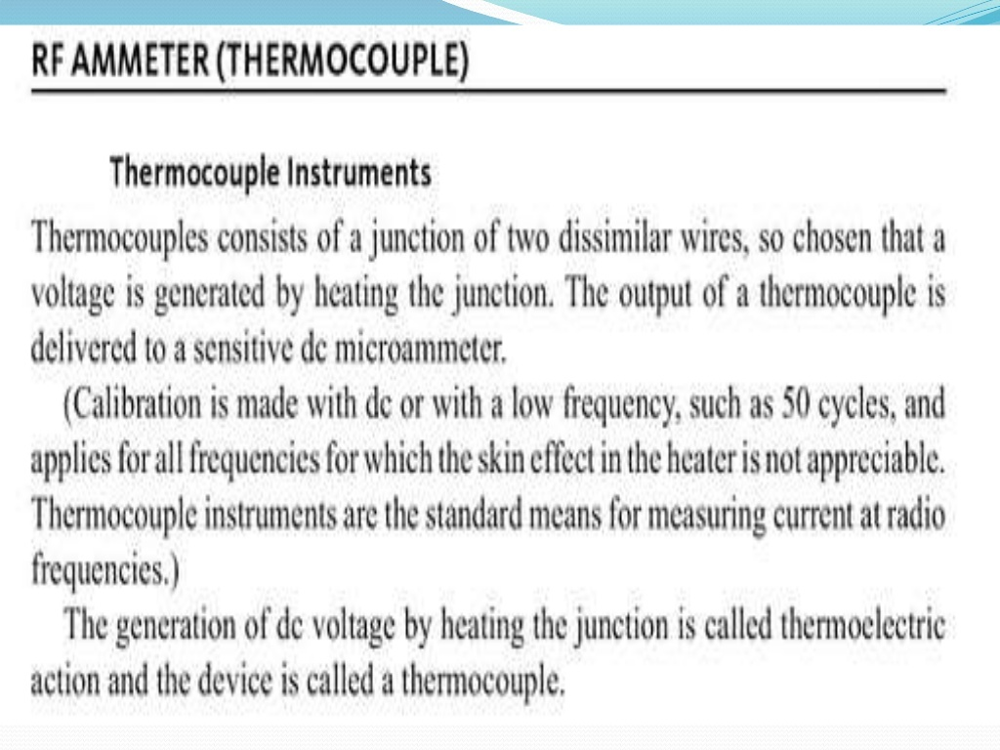 RF AMMETER (THERMOCOUPLE)
Thermocouple Instruments
Thermocouples consists of a junction of two dissimilar wires, so chosen that a
voltage is generated by heating the junction. The output of a thermocouple is
delivered to a sensitive dc microammeter.
(Calibration is made with dc or with a low frequency, such as 50 cycles, and
applies for all frequencies for which the skin effect in the heater is not appreciable.
Thermocouple instruments are the standard means for measuring current at radio
frequencies.)
The generation of dc voltage by heating the junction is called thermoelectric
action and the device is called a thermocouple.